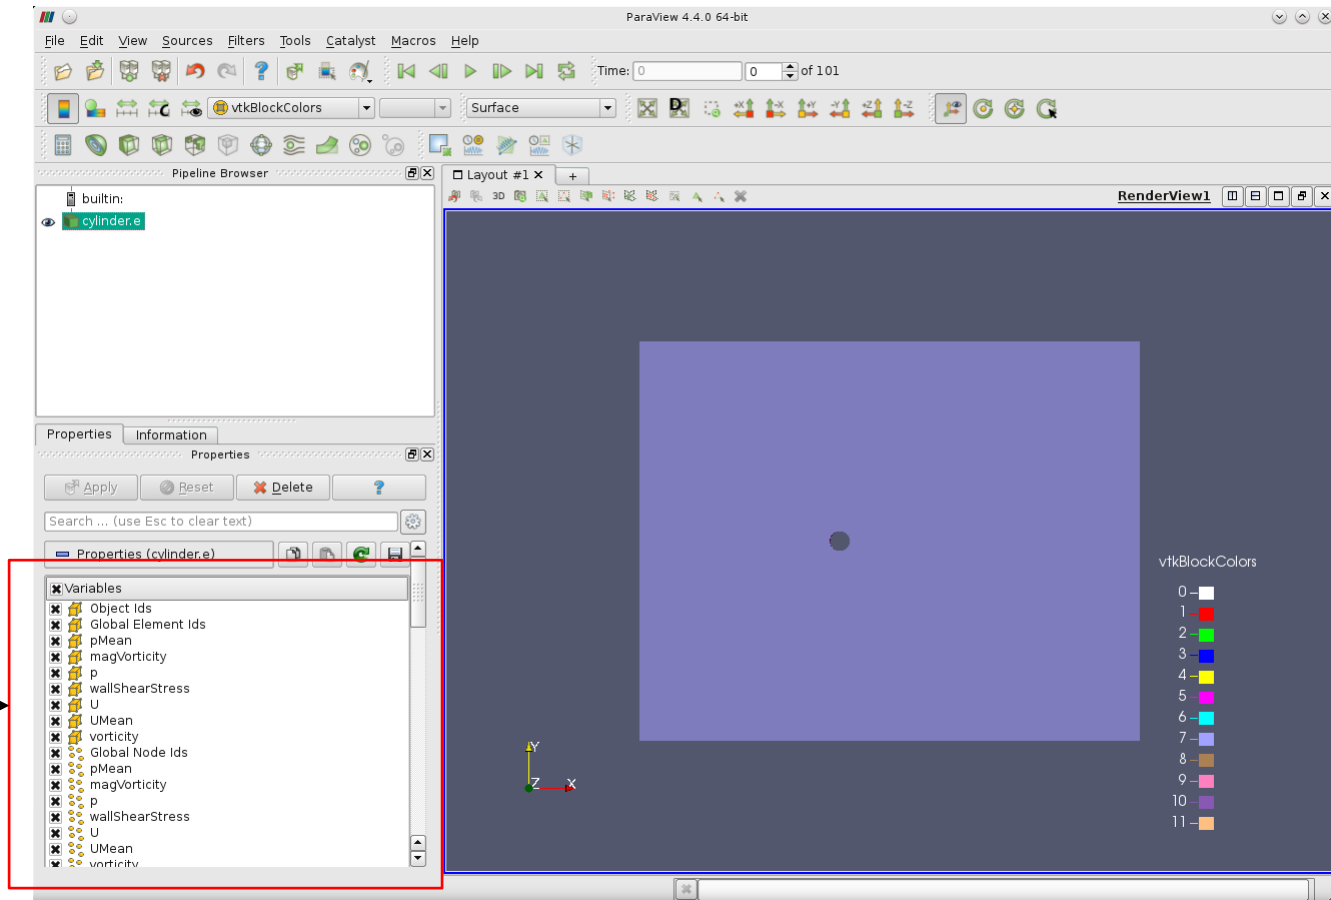 ParaView 4.4.0 64-bit
File Edit View Sources Filters Tools Catalyst Macros Help
Time: 0 0 of 101
vtkBlockColors Surface
Pipeline Browser
builtin:
cylinder.e
Layout #1 +
3D RenderView1
Properties Information
Properties
Apply Reset Delete ?
Search ... (use Esc to clear text)
Properties (cylinder.e)
Variables
Object Ids
Global Element Ids
pMean
magVorticity
p
wallShearStress
U
UMean
vorticity
Global Node Ids
pMean
magVorticity
p
wallShearStress
U
UMean
vorticity
Y
Z X
vtkBlockColors
0
1
2
3
4
5
6
7
8
9
10
11